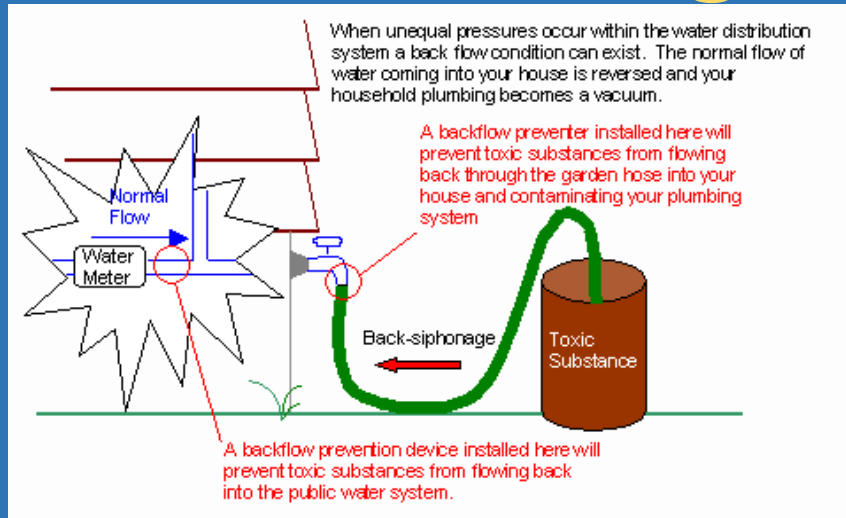 When unequal pressures occur within the water distribution
system a back flow condition can exist. The normal flow of
water coming into your house is reversed and your
household plumbing becomes a vacuum.
A backflow preventer installed here will
prevent toxic substances from flowing
back through the garden hose into your
house and contaminating your plumbing
system
Normal
Flow
Water
Meter
Back-siphonage
Toxic
Substance
A backflow prevention device installed here will
prevent toxic substances from flowing back
into the public water system.